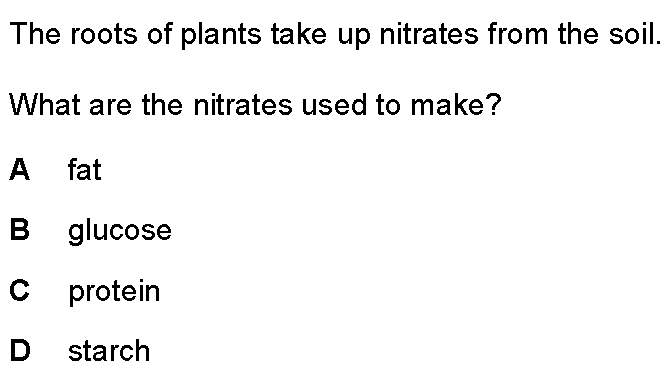 The roots of plants take up nitrates from the soil.
What are the nitrates used to make?
A fat
B glucose
C protein
D starch